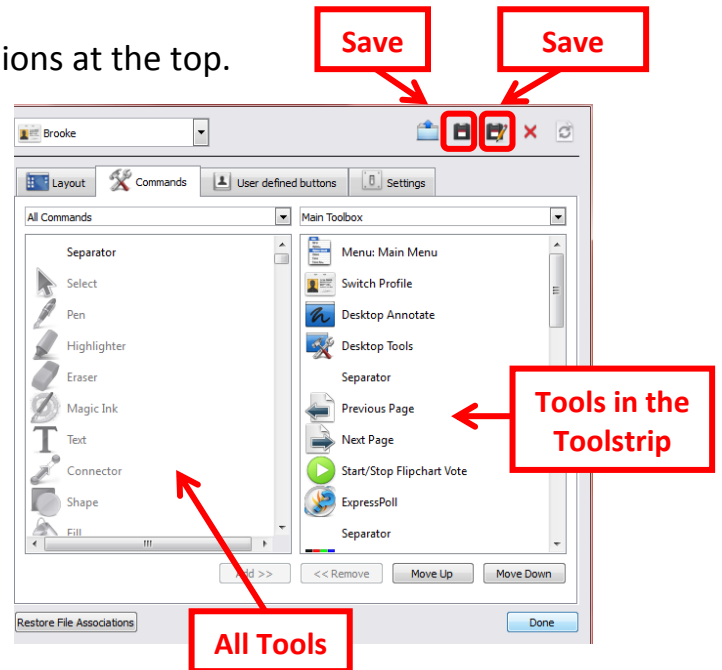 Save
Save
ions at the top.
Brooke
Layout
Commands
User defined buttons
Settings
All Commands
Main Toolbox
Separator
Select
Pen
Highlighter
Eraser
Magic Ink
Text
Connector
Shape
Fill
Menu: Main Menu
Switch Profile
Desktop Annotate
Desktop Tools
Separator
Previous Page
Next Page
Start/Stop Flipchart Vote
ExpressPoll
Separator
Tools in the
Toolstrip
Add >>
<< Remove
Move Up
Move Down
Restore File Associations
Done
All Tools